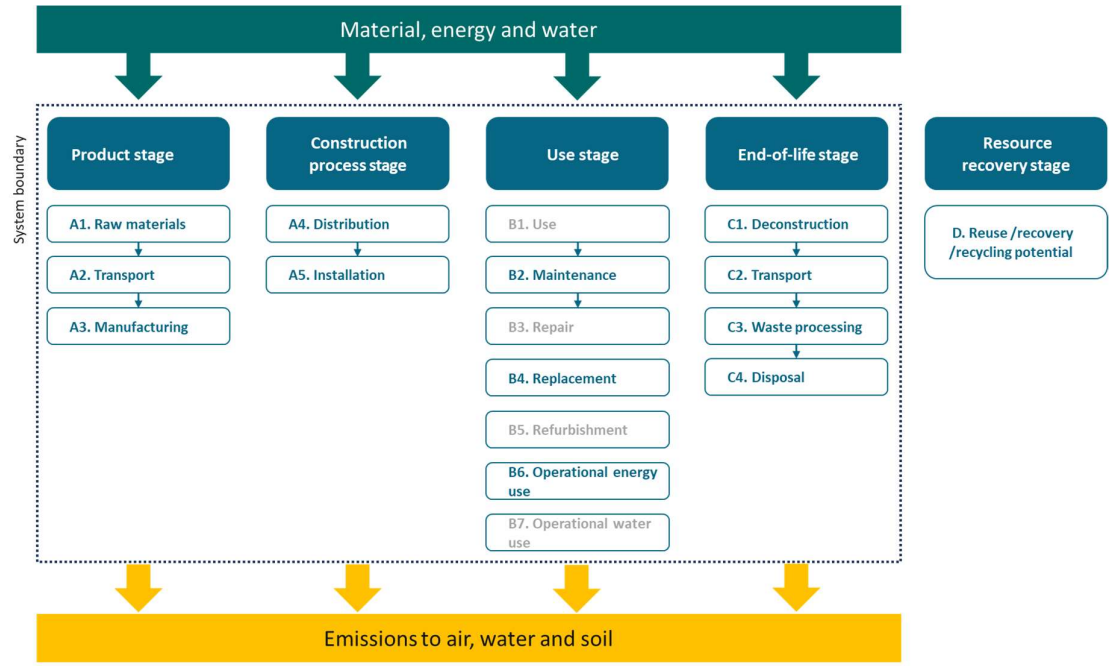 Material, energy and water
System boundary
Product stage
A1. Raw materials
A2. Transport
A3. Manufacturing
Construction
process stage
A4. Distribution
A5. Installation
Use stage
B1. Use
B2. Maintenance
B3. Repair
B4. Replacement
B5. Refurbishment
B6. Operational energy
use
B7. Operational water
use
End-of-life stage
C1. Deconstruction
C2. Transport
C3. Waste processing
C4. Disposal
Resource
recovery stage
D. Reuse /recovery
/recycling potential
Emissions to air, water and soil